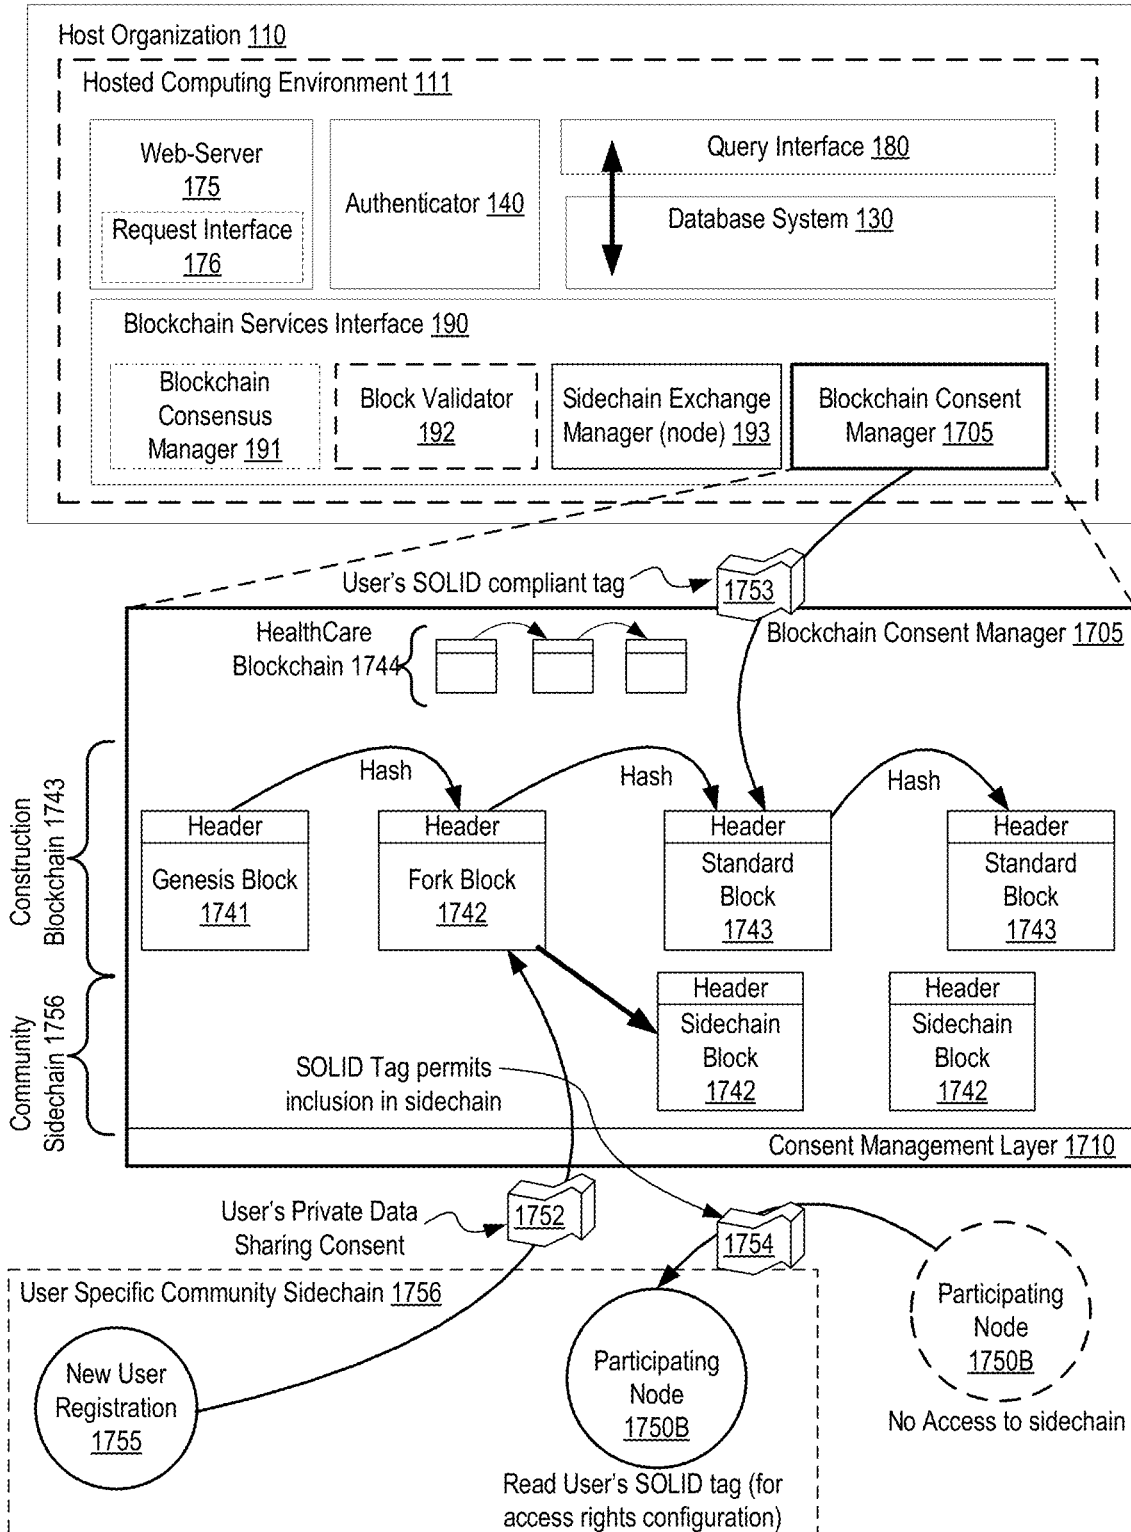 Host Organization 110
Hosted Computing Environment 111
Web-Server
175
Request Interface
176
Authenticator 140
Query Interface 180
Database System 130
Blockchain Services Interface 190
Blockchain
Consensus
Manager 191
Block Validator
192
Sidechain Exchange
Manager (node) 193
Blockchain Consent
Manager 1705
User's SOLID compliant tag
1753
Blockchain Consent Manager 1705
HealthCare
Blockchain 1744
Construction
Blockchain 1743
Hash
Hash
Hash
Header
Genesis Block
1741
Header
Fork Block
1742
Header
Standard
Block
1743
Header
Standard
Block
1743
Community
Sidechain 1756
Header
Sidechain
Block
1742
Header
Sidechain
Block
1742
SOLID Tag permits
inclusion in sidechain
Consent Management Layer 1710
User's Private Data
Sharing Consent
1752
1754
User Specific Community Sidechain 1756
New User
Registration
1755
Participating
Node
1750B
Read User's SOLID tag (for
access rights configuration)
Participating
Node
1750B
No Access to sidechain